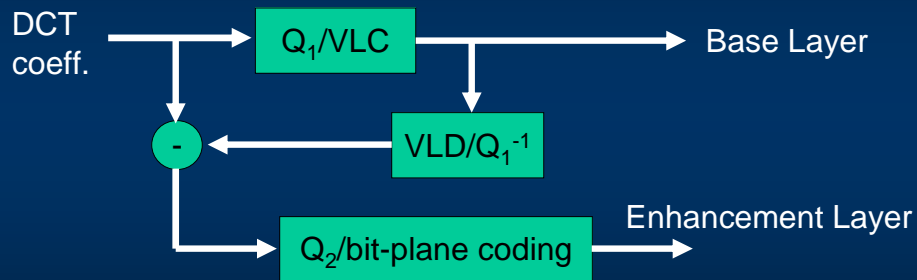 DCT
coeff.
Q₁/VLC
Base Layer
-
VLD/Q₁⁻¹
Enhancement Layer
Q₂/bit-plane coding